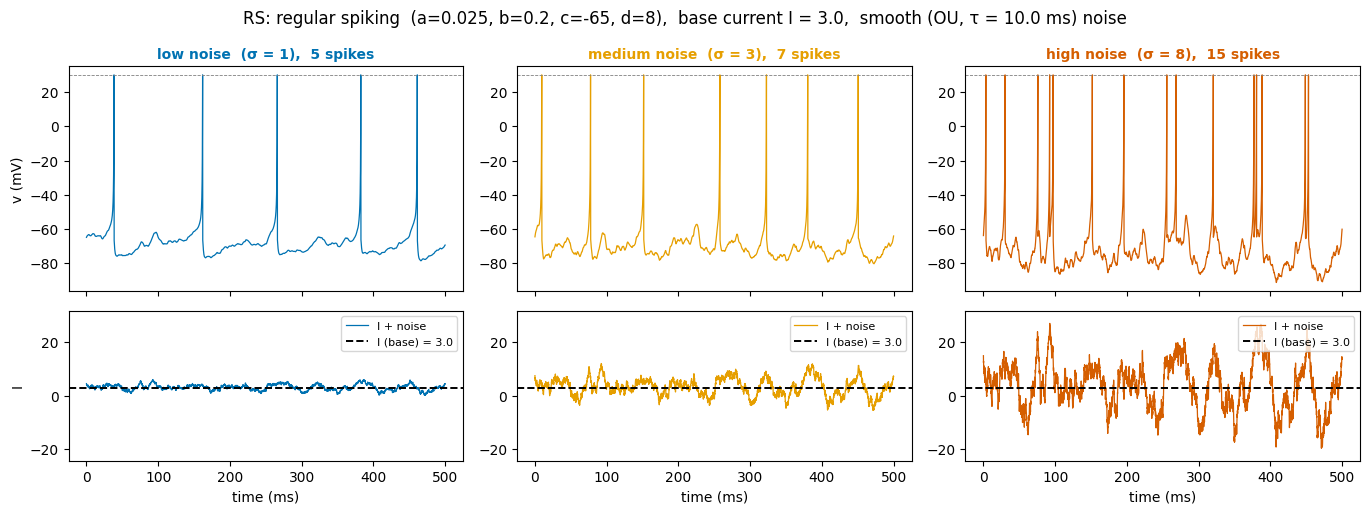 RS: regular spiking  (a=0.025, b=0.2, c=-65, d=8),  base current I = 3.0,  smooth (OU, τ = 10.0 ms) noise
low noise  (σ = 1),  5 spikes
medium noise  (σ = 3),  7 spikes
high noise  (σ = 8),  15 spikes
v (mV)
20
0
−20
−40
−60
−80
20
0
−20
−40
−60
−80
20
0
−20
−40
−60
−80
I
20
0
−20
I + noise
I (base) = 3.0
20
0
−20
I + noise
I (base) = 3.0
20
0
−20
I + noise
I (base) = 3.0
0 100 200 300 400 500
0 100 200 300 400 500
0 100 200 300 400 500
time (ms)
time (ms)
time (ms)